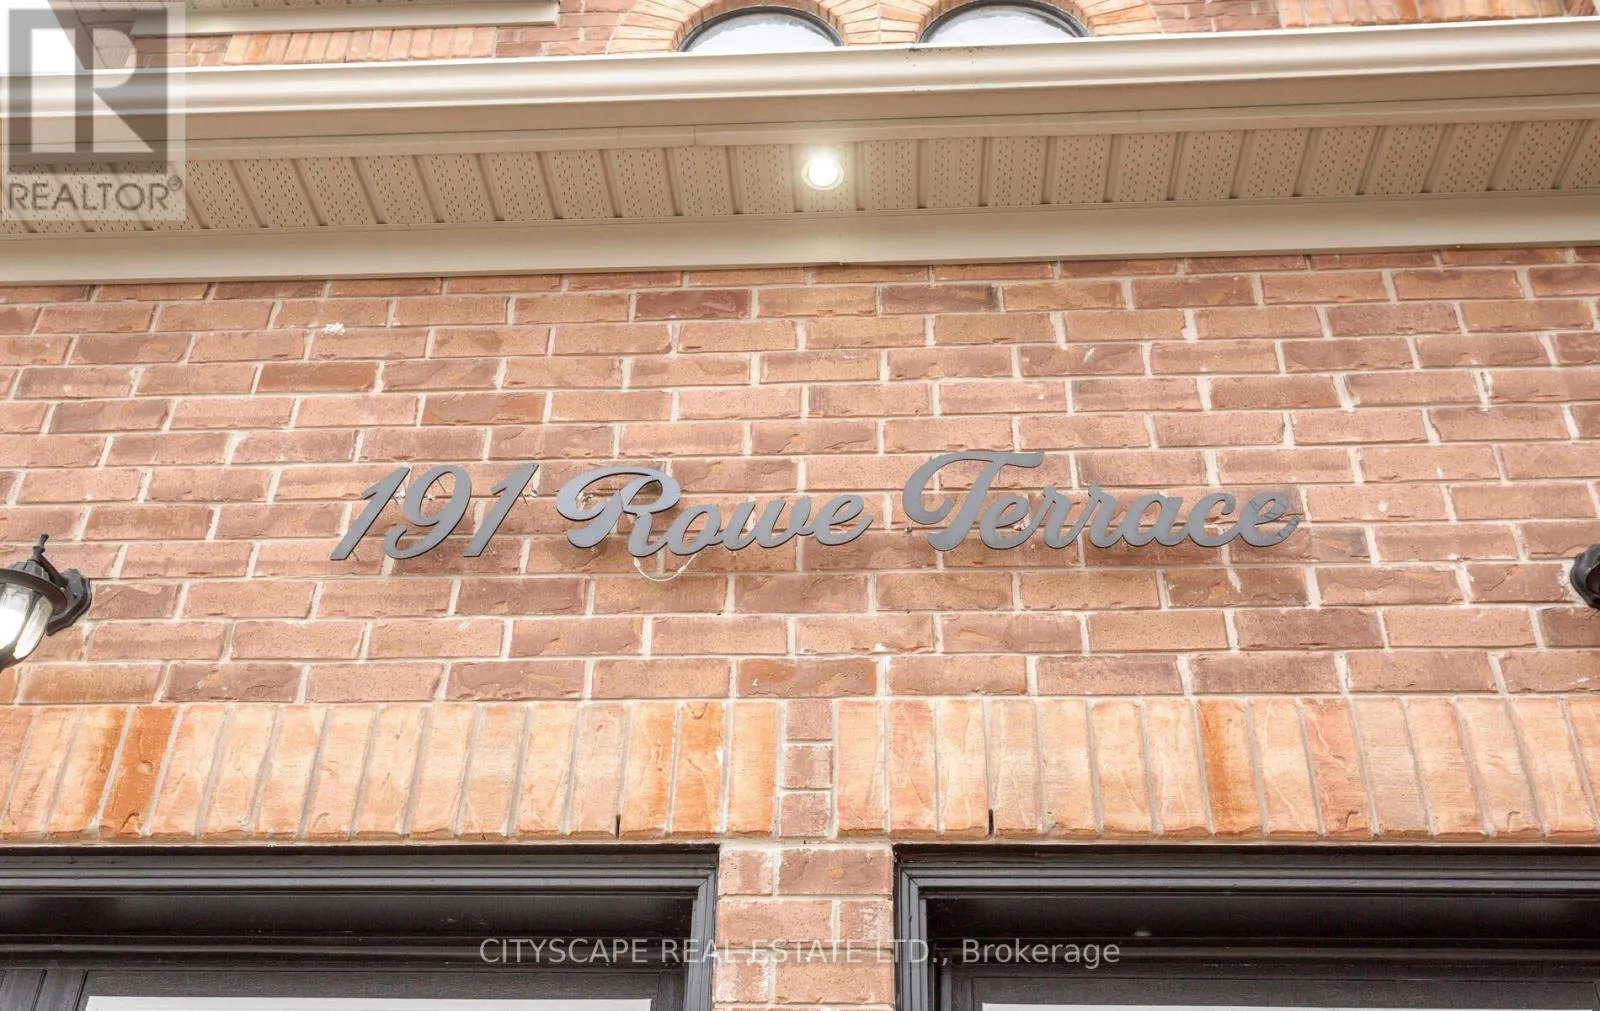 REALTOR®
191 Rowe Terrace
CITYSCAPE REAL ESTATE LTD., Brokerage